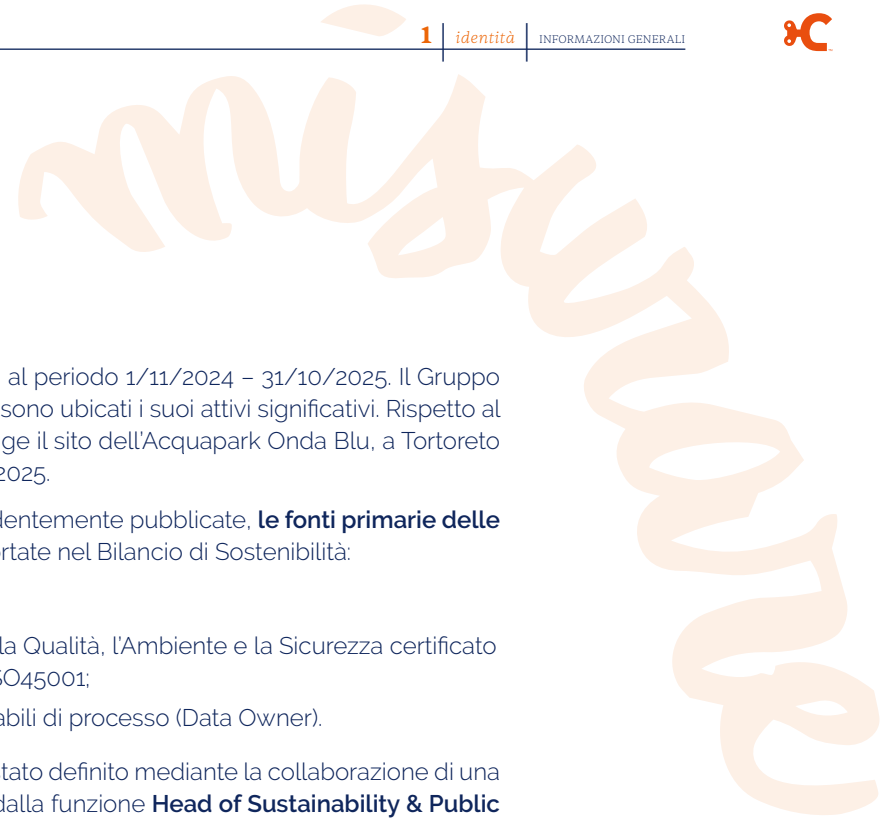 1 identità INFORMAZIONI GENERALI
misurare
al periodo 1/11/2024 – 31/10/2025. Il Gruppo
sono ubicati i suoi attivi significativi. Rispetto al
ge il sito dell'Acquapark Onda Blu, a Tortoreto
2025.
dentemente pubblicate, le fonti primarie delle
rtate nel Bilancio di Sostenibilità:
la Qualità, l'Ambiente e la Sicurezza certificato
SO45001;
abili di processo (Data Owner).
tato definito mediante la collaborazione di una
dalla funzione Head of Sustainability & Public